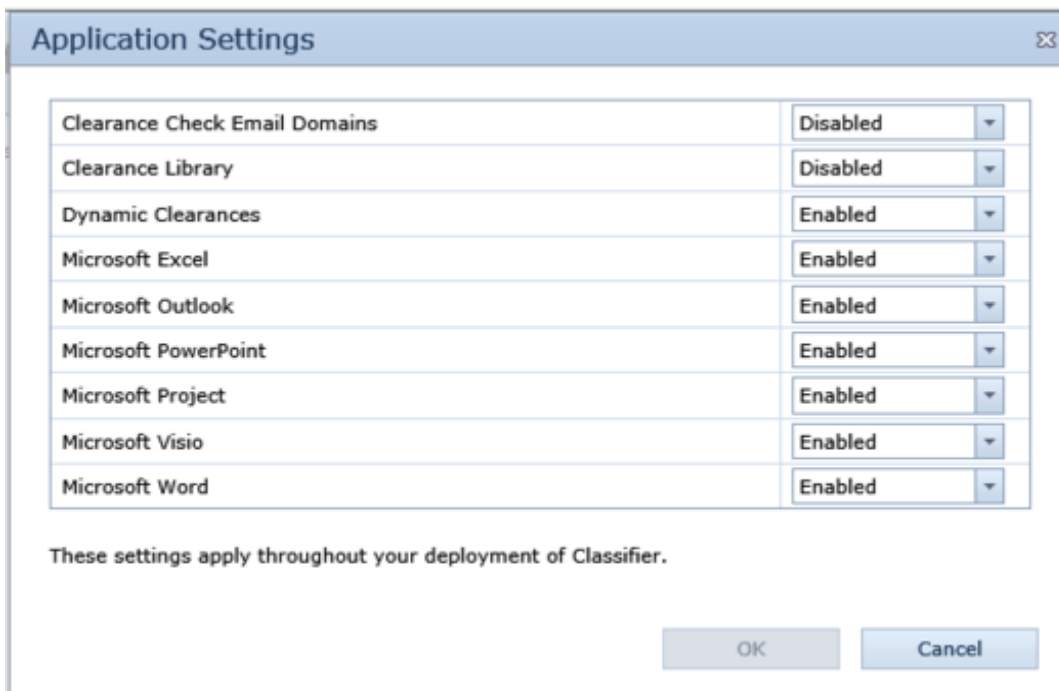 Application Settings
Clearance Check Email Domains Disabled
Clearance Library Disabled
Dynamic Clearances Enabled
Microsoft Excel Enabled
Microsoft Outlook Enabled
Microsoft PowerPoint Enabled
Microsoft Project Enabled
Microsoft Visio Enabled
Microsoft Word Enabled
These settings apply throughout your deployment of Classifier.
OK Cancel